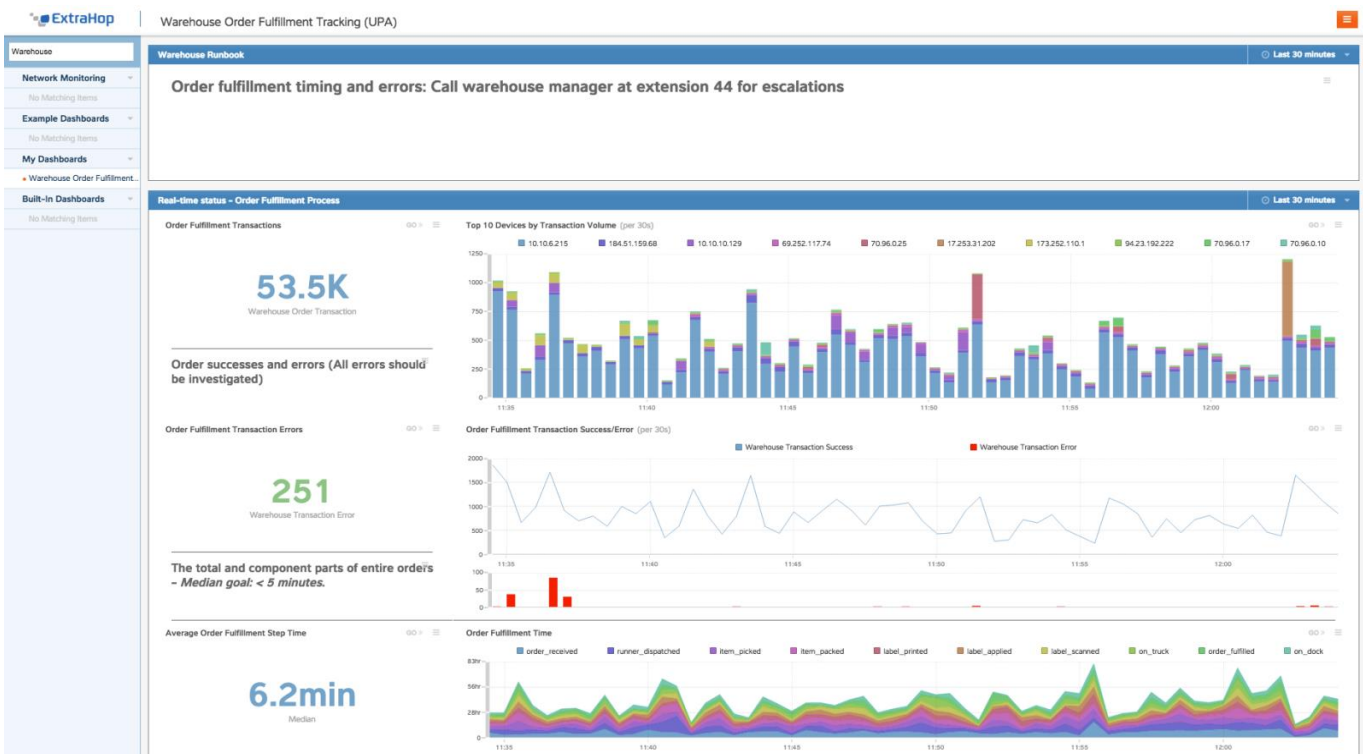 ExtraHop
Warehouse Order Fulfillment Tracking (UPA)
Warehouse
Network Monitoring
No Matching Items
Example Dashboards
No Matching Items
My Dashboards
Warehouse Order Fulfillment...
Built-In Dashboards
No Matching Items
Warehouse Runbook
Last 30 minutes
Order fulfillment timing and errors: Call warehouse manager at extension 44 for escalations
Real-time status - Order Fulfillment Process
Last 30 minutes
Order Fulfillment Transactions
GO >
53.5K
Warehouse Order Transaction
Top 10 Devices by Transaction Volume (per 30s)
GO >
10.10.6.215 184.51.159.68 10.10.10.129 69.252.117.74 70.96.0.25 17.253.31.202 173.252.110.1 94.23.192.222 70.96.0.17 70.96.0.10
1250
1000
750
500
250
0
11:35 11:40 11:45 11:50 11:55 12:00
Order successes and errors (All errors should
be investigated)
Order Fulfillment Transaction Errors
GO >
251
Warehouse Transaction Error
Order Fulfillment Transaction Success/Error (per 30s)
GO >
Warehouse Transaction Success Warehouse Transaction Error
2000
1500
1000
500
0
11:35 11:40 11:45 11:50 11:55 12:00
100
50
0
The total and component parts of entire orders
- Median goal: < 5 minutes.
Average Order Fulfillment Step Time
GO >
6.2min
Median
Order Fulfillment Time
GO >
order_received runner_dispatched item_picked item_packed label_printed label_applied label_scanned on_truck order_fulfilled on_dock
83hr
56hr
28hr
0
11:35 11:40 11:45 11:50 11:55 12:00